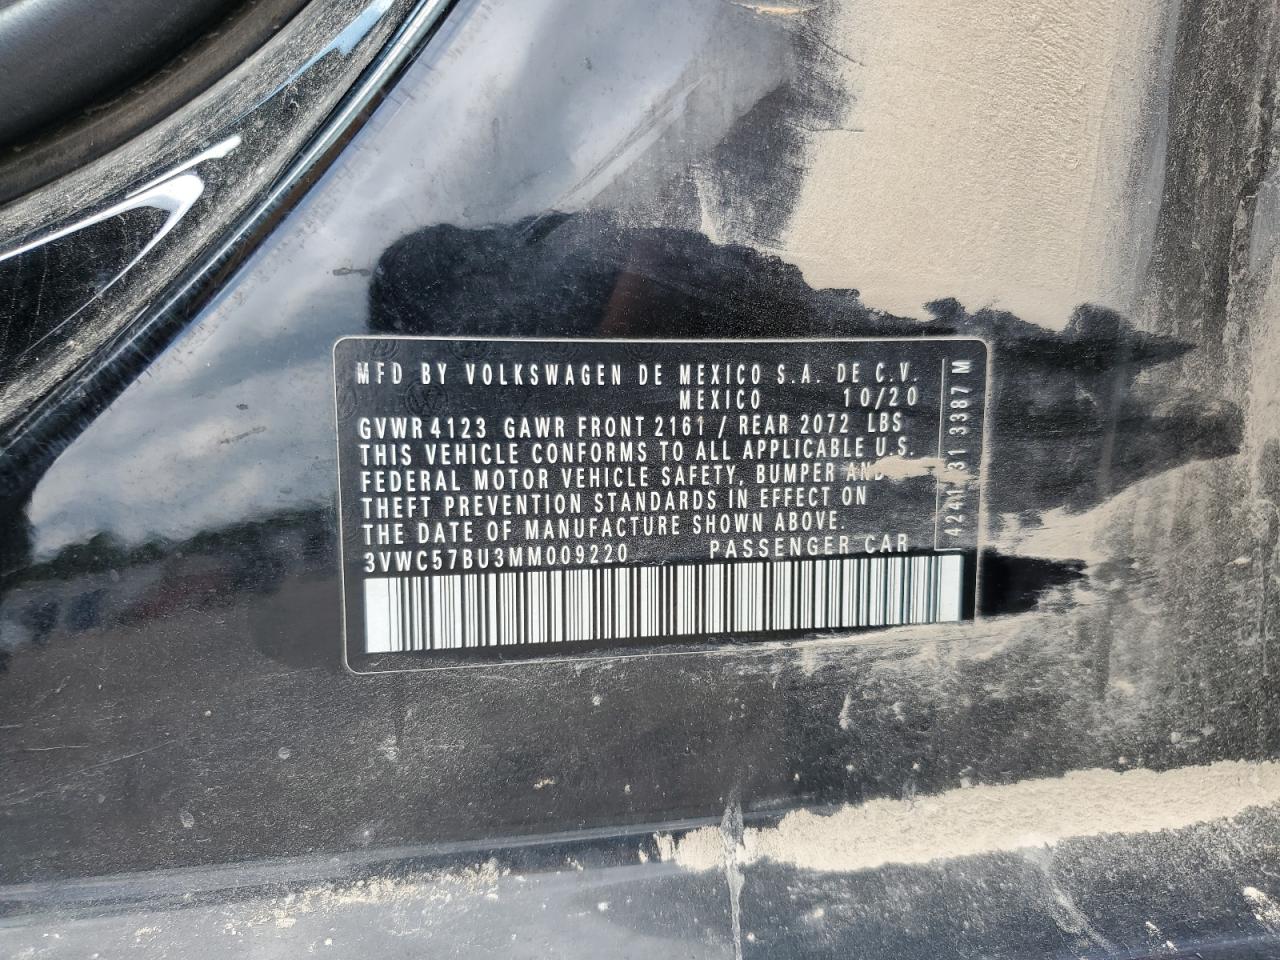 MFD BY VOLKSWAGEN DE MEXICO S.A. DE C.V.
MEXICO 10/20
GVWR 4123 GAWR FRONT 2161 / REAR 2072 LBS
THIS VEHICLE CONFORMS TO ALL APPLICABLE U.S.
FEDERAL MOTOR VEHICLE SAFETY, BUMPER AND
THEFT PREVENTION STANDARDS IN EFFECT ON
THE DATE OF MANUFACTURE SHOWN ABOVE.
3VWC57BU3MM009220 PASSENGER CAR
31 3387 M